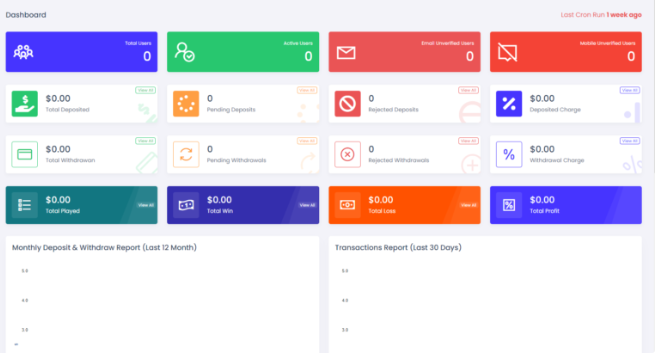 Dashboard
Last Cron Run 1 week ago
Total Users
0
Active Users
0
Email Unverified Users
0
Mobile Unverified Users
0
View All
$0.00
Total Deposited
View All
0
Pending Deposits
View All
0
Rejected Deposits
View All
$0.00
Deposited Charge
View All
$0.00
Total Withdrawan
View All
0
Pending Withdrawals
View All
0
Rejected Withdrawals
View All
$0.00
Withdrawal Charge
$0.00
Total Played
View All
$0.00
Total Win
View All
$0.00
Total Loss
View All
$0.00
Total Profit
Monthly Deposit & Withdraw Report (Last 12 Month)
Transactions Report (Last 30 Days)
5.0
5.0
4.0
4.0
3.0
3.0